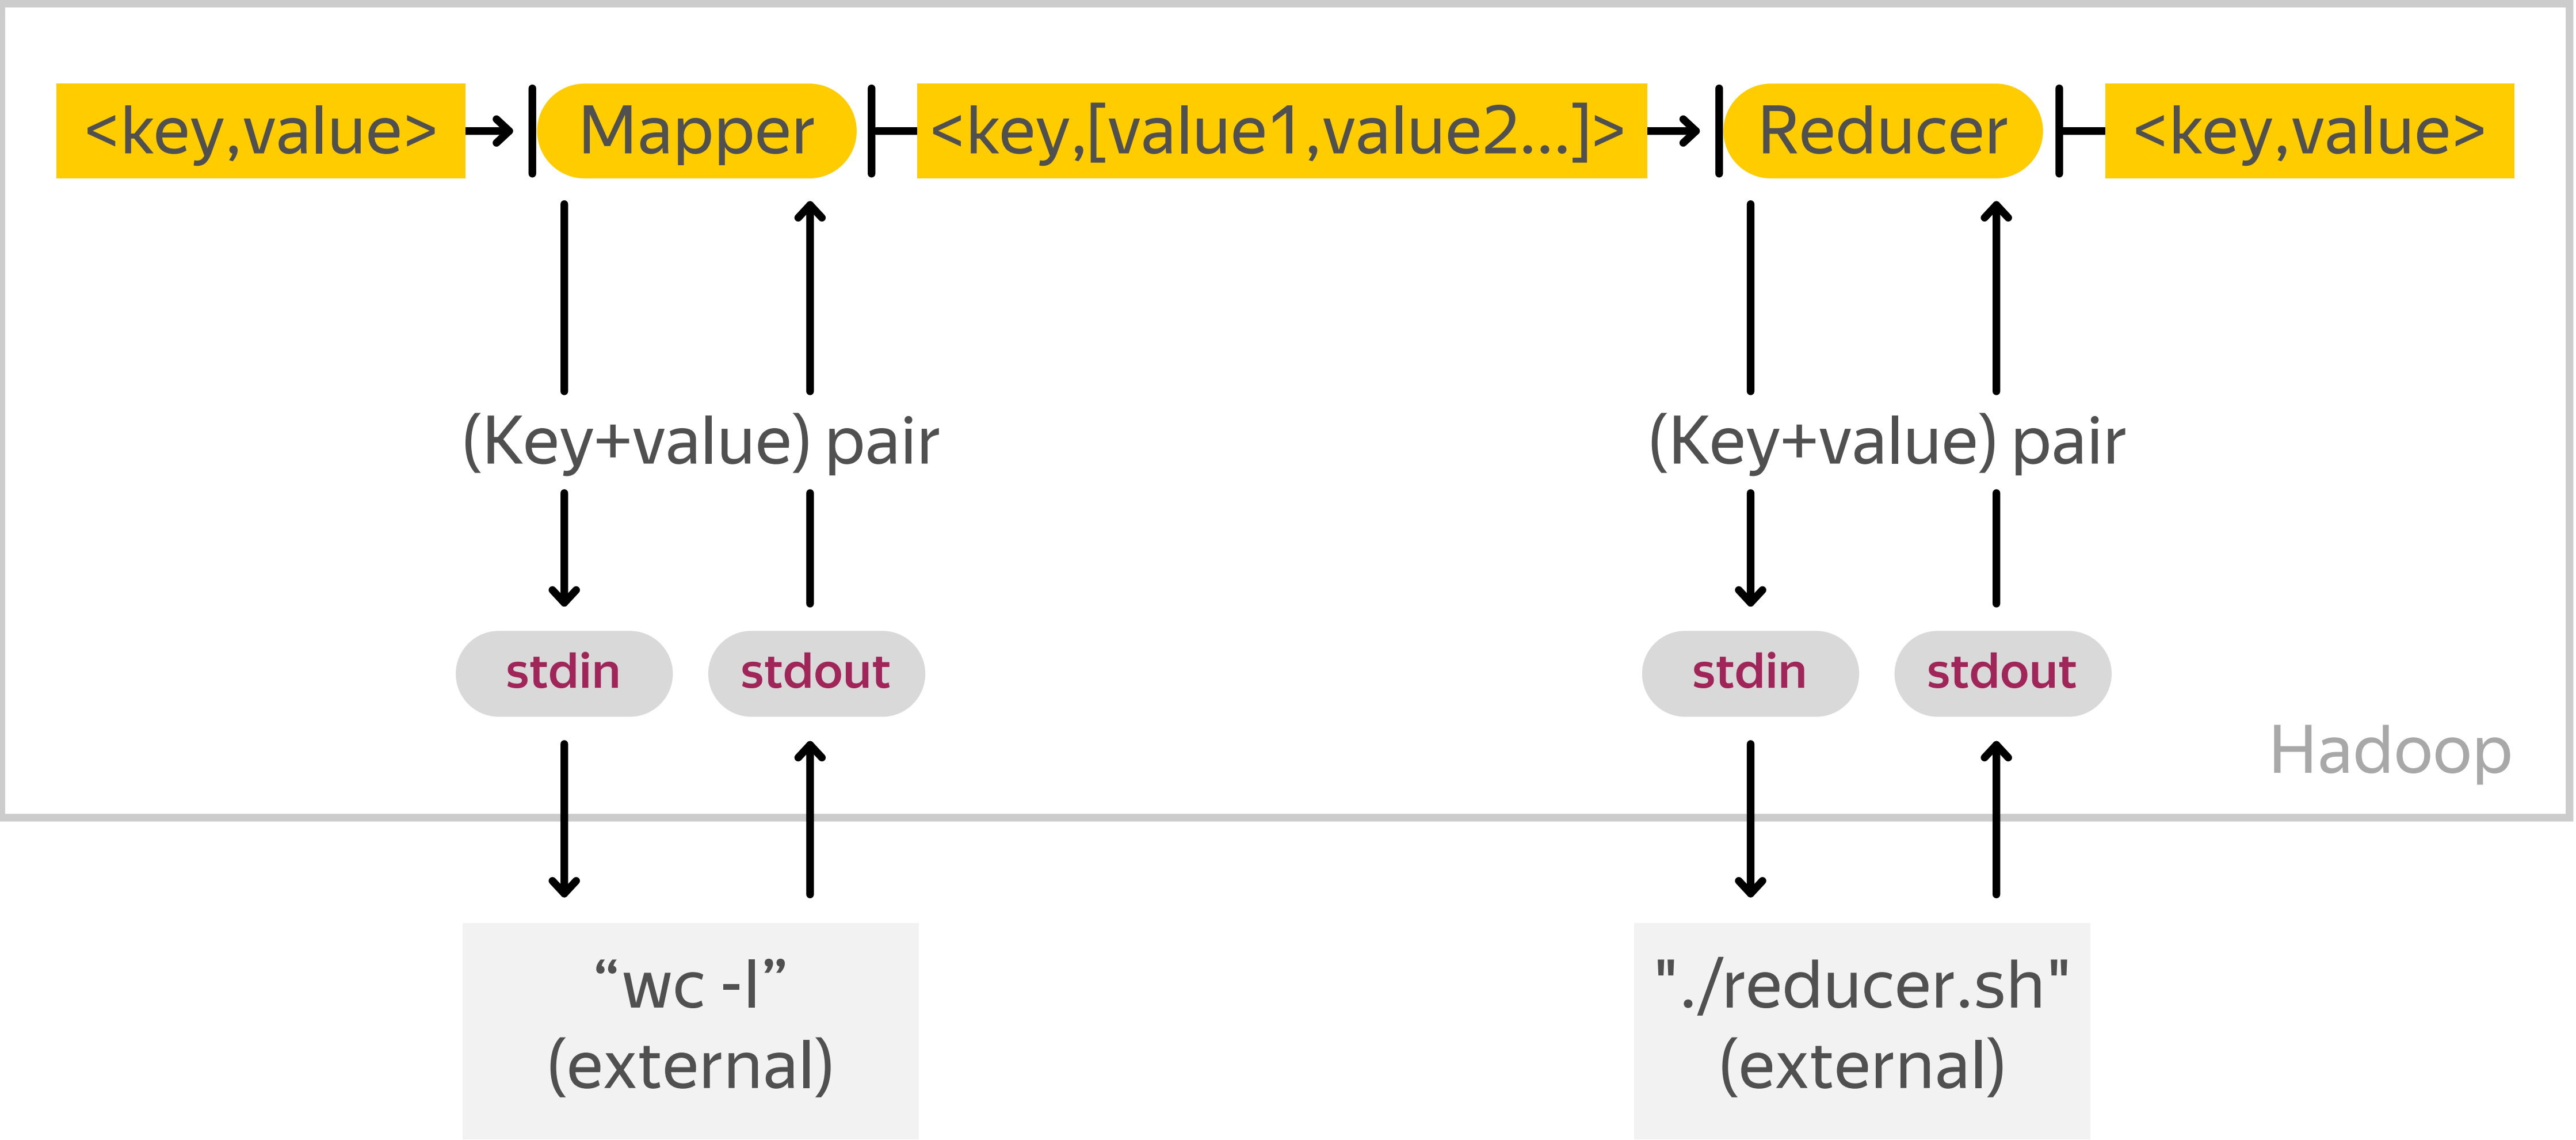 <key,value>
Mapper
<key,[value1,value2...]>
Reducer
<key,value>
(Key+value) pair
(Key+value) pair
stdin
stdout
stdin
stdout
Hadoop
“wc -l”
(external)
"./reducer.sh"
(external)